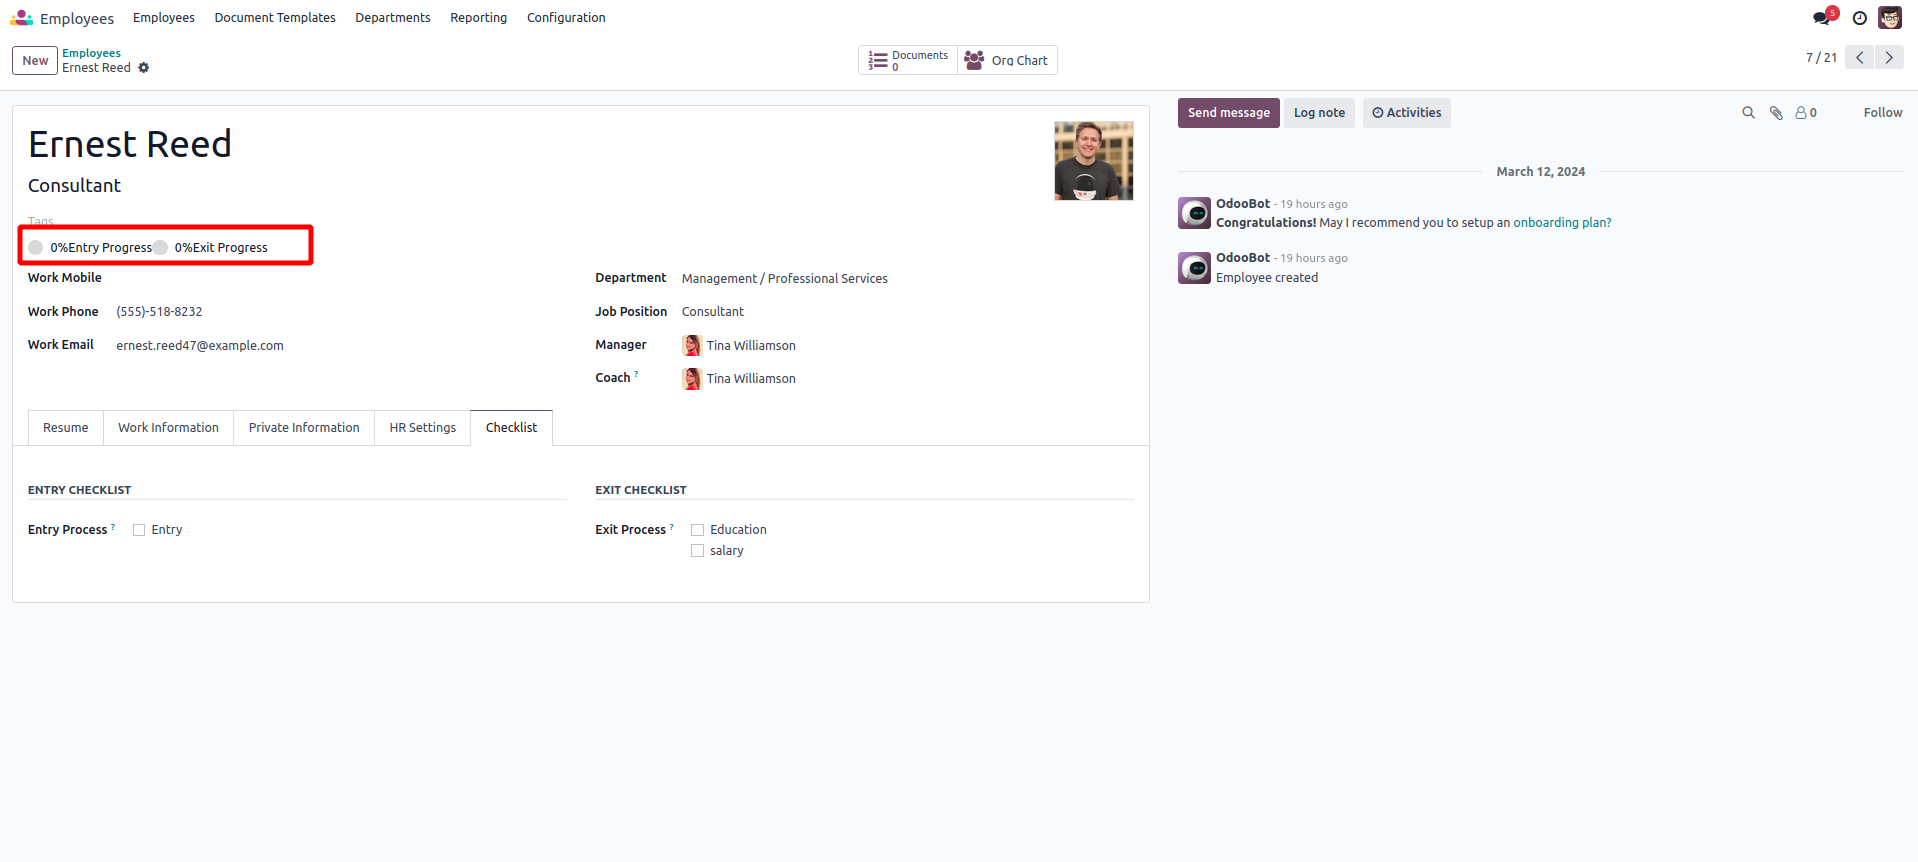 Employees Employees Document Templates Departments Reporting Configuration 5
New Employees
Ernest Reed
Documents
0
Org Chart
7 / 21
Send message Log note Activities 0 Follow
Ernest Reed
Consultant
Tags
0%Entry Progress 0%Exit Progress
Work Mobile
Work Phone (555)-518-8232
Work Email ernest.reed47@example.com
Department Management / Professional Services
Job Position Consultant
Manager Tina Williamson
Coach ? Tina Williamson
Resume Work Information Private Information HR Settings Checklist
ENTRY CHECKLIST
Entry Process ? Entry
EXIT CHECKLIST
Exit Process ? Education
salary
March 12, 2024
OdooBot - 19 hours ago
Congratulations! May I recommend you to setup an onboarding plan?
OdooBot - 19 hours ago
Employee created